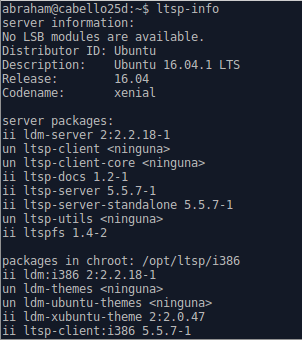 abraham@cabello25d:~$ ltsp-info
server information:
No LSB modules are available.
Distributor ID: Ubuntu
Description:    Ubuntu 16.04.1 LTS
Release:        16.04
Codename:       xenial

server packages:
ii ldm-server 2:2.2.18-1
un ltsp-client <ninguna>
un ltsp-client-core <ninguna>
ii ltsp-docs 1.2-1
ii ltsp-server 5.5.7-1
ii ltsp-server-standalone 5.5.7-1
un ltsp-utils <ninguna>
ii ltspfs 1.4-2

packages in chroot: /opt/ltsp/i386
ii ldm:i386 2:2.2.18-1
un ldm-themes <ninguna>
un ldm-ubuntu-themes <ninguna>
ii ldm-xubuntu-theme 2:2.0.47
ii ltsp-client:i386 5.5.7-1